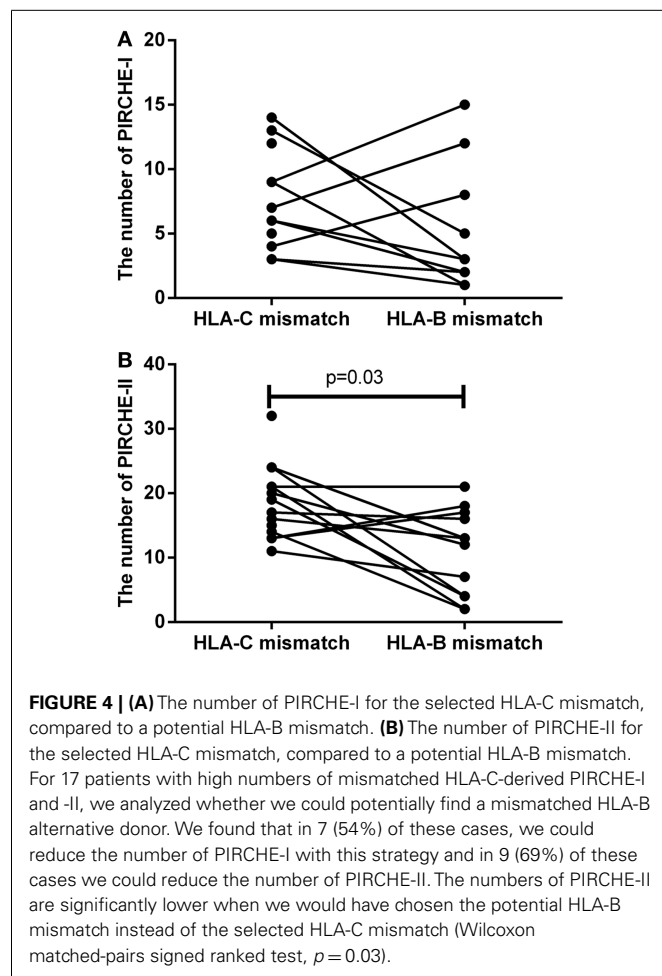 A
The number of PIRCHE-I
20
15
10
5
0
HLA-C mismatch HLA-B mismatch
B
The number of PIRCHE-II
40
30
20
10
0
p=0.03
HLA-C mismatch HLA-B mismatch
FIGURE 4 | (A) The number of PIRCHE-I for the selected HLA-C mismatch,
compared to a potential HLA-B mismatch. (B) The number of PIRCHE-II for
the selected HLA-C mismatch, compared to a potential HLA-B mismatch.
For 17 patients with high numbers of mismatched HLA-C-derived PIRCHE-I
and -II, we analyzed whether we could potentially find a mismatched HLA-B
alternative donor. We found that in 7 (54%) of these cases, we could
reduce the number of PIRCHE-I with this strategy and in 9 (69%) of these
cases we could reduce the number of PIRCHE-II. The numbers of PIRCHE-II
are significantly lower when we would have chosen the potential HLA-B
mismatch instead of the selected HLA-C mismatch (Wilcoxon
matched-pairs signed ranked test, p = 0.03).